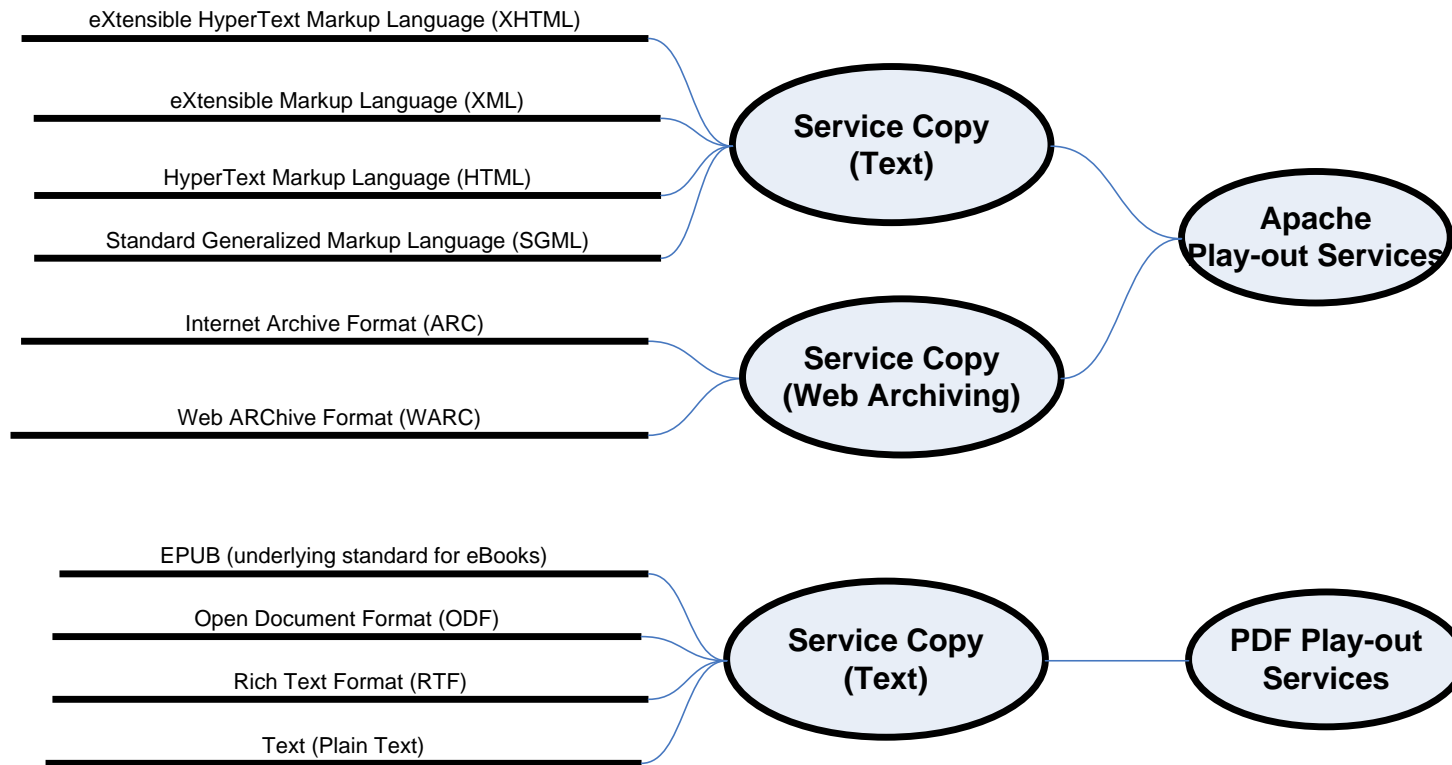 eXtensible HyperText Markup Language (XHTML)
eXtensible Markup Language (XML)
HyperText Markup Language (HTML)
Standard Generalized Markup Language (SGML)
Service Copy
(Text)
Internet Archive Format (ARC)
Web ARChive Format (WARC)
Service Copy
(Web Archiving)
Apache
Play-out Services
EPUB (underlying standard for eBooks)
Open Document Format (ODF)
Rich Text Format (RTF)
Text (Plain Text)
Service Copy
(Text)
PDF Play-out
Services